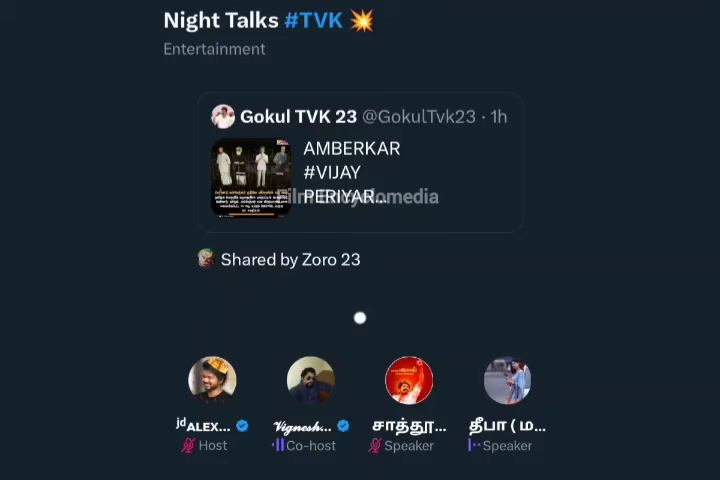 Night Talks #TVK 💥
Entertainment
Gokul TVK 23 @GokulTvk23 · 1h
AMBERKAR
#VIJAY
PERIYAR...
Shared by Zoro 23
ʲᵈALEX...
𝓥𝓲𝓰𝓷𝓮𝓼𝓱...
சாத்தூ...
தீபா ( ம...
Host
Co-host
Speaker
Speaker